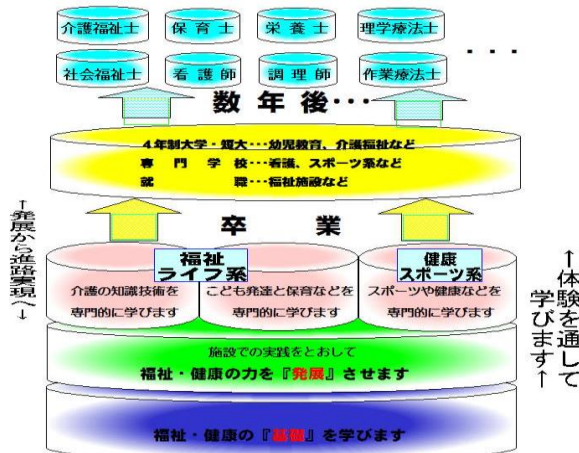 介護福祉士
保育士
栄養士
理学療法士
社会福祉士
看護師
調理師
作業療法士
・・・
数年後・・・
4年制大学・短大・・・幼児教育、介護福祉など
専門学校・・・看護、スポーツ系など
就職・・・福祉施設など
卒業
↑発展から進路実現へ↓
福祉
ライフ系
健康
スポーツ系
介護の知識技術を
専門的に学びます
こども発達と保育などを
専門的に学びます
スポーツや健康などを
専門的に学びます
↑体験を通して
学びます↑
施設での実践をとおして
福祉・健康の力を『発展』させます
福祉・健康の『基礎』を学びます